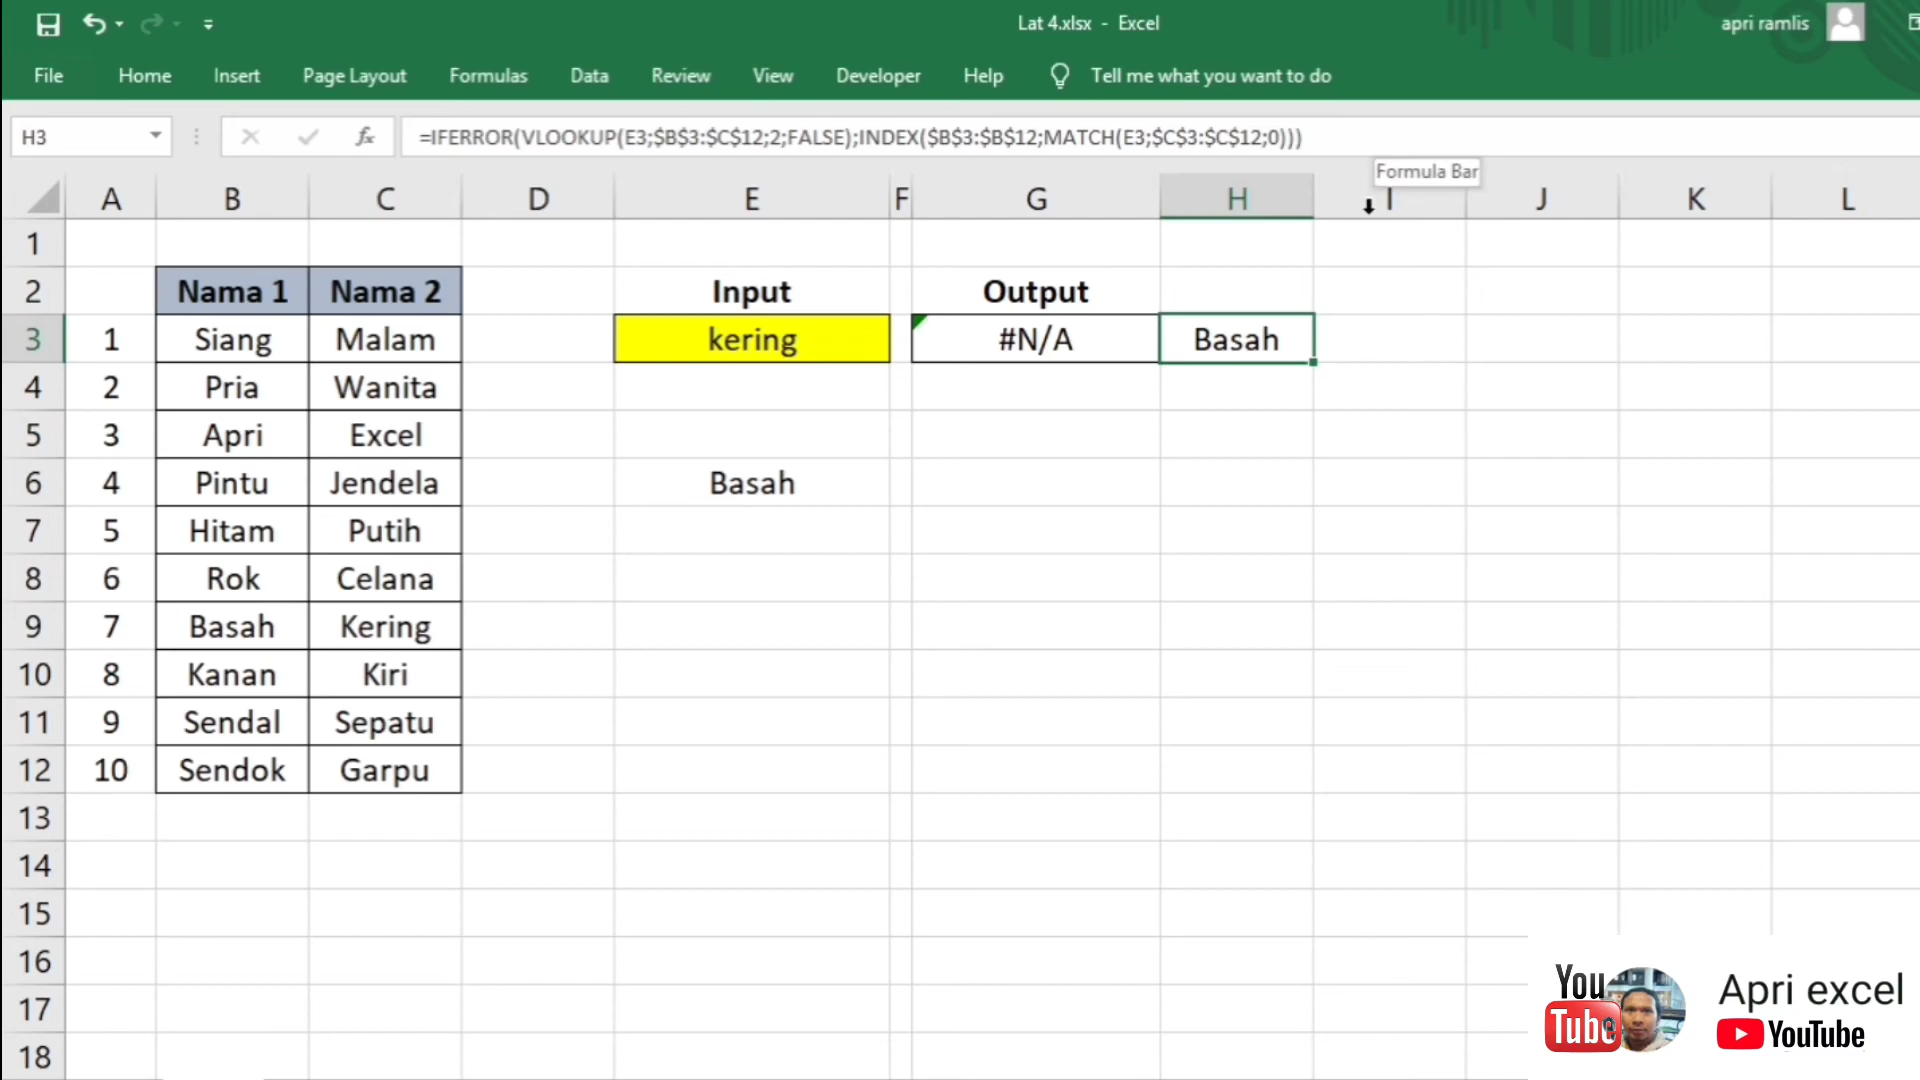 Lat 4.xlsx - Excel
apri ramlis
File Home Insert Page Layout Formulas Data Review View Developer Help Tell me what you want to do
H3 fx =IFERROR(VLOOKUP(E3;$B$3:$C$12;2;FALSE);INDEX($B$3:$B$12;MATCH(E3;$C$3:$C$12;0)))
Formula Bar
A B C D E F G H I J K L
1
2 Nama 1 Nama 2 Input Output
3 1 Siang Malam kering #N/A Basah
4 2 Pria Wanita
5 3 Apri Excel
6 4 Pintu Jendela Basah
7 5 Hitam Putih
8 6 Rok Celana
9 7 Basah Kering
10 8 Kanan Kiri
11 9 Sendal Sepatu
12 10 Sendok Garpu
13
14
15
16
17
18
You Tube
Apri excel
YouTube